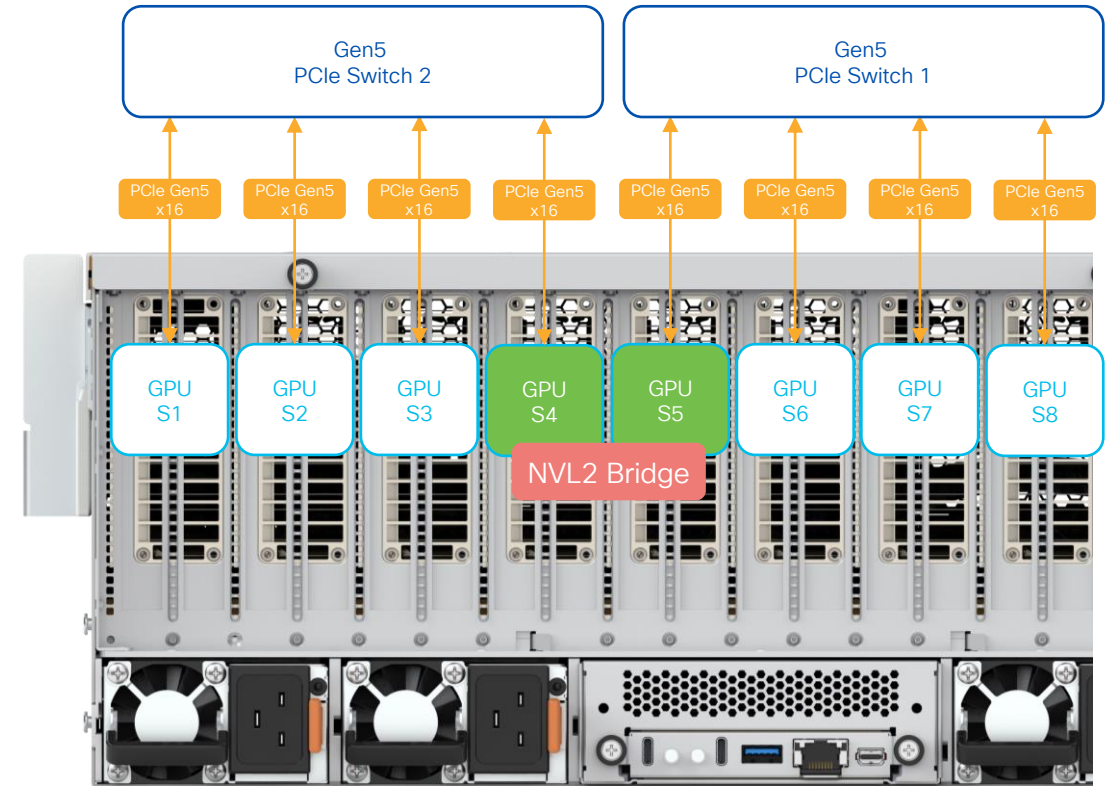 Gen5
PCIe Switch 2
Gen5
PCIe Switch 1
PCIe Gen5
x16
PCIe Gen5
x16
PCIe Gen5
x16
PCIe Gen5
x16
PCIe Gen5
x16
PCIe Gen5
x16
PCIe Gen5
x16
PCIe Gen5
x16
GPU
S1
GPU
S2
GPU
S3
GPU
S4
GPU
S5
GPU
S6
GPU
S7
GPU
S8
NVL2 Bridge